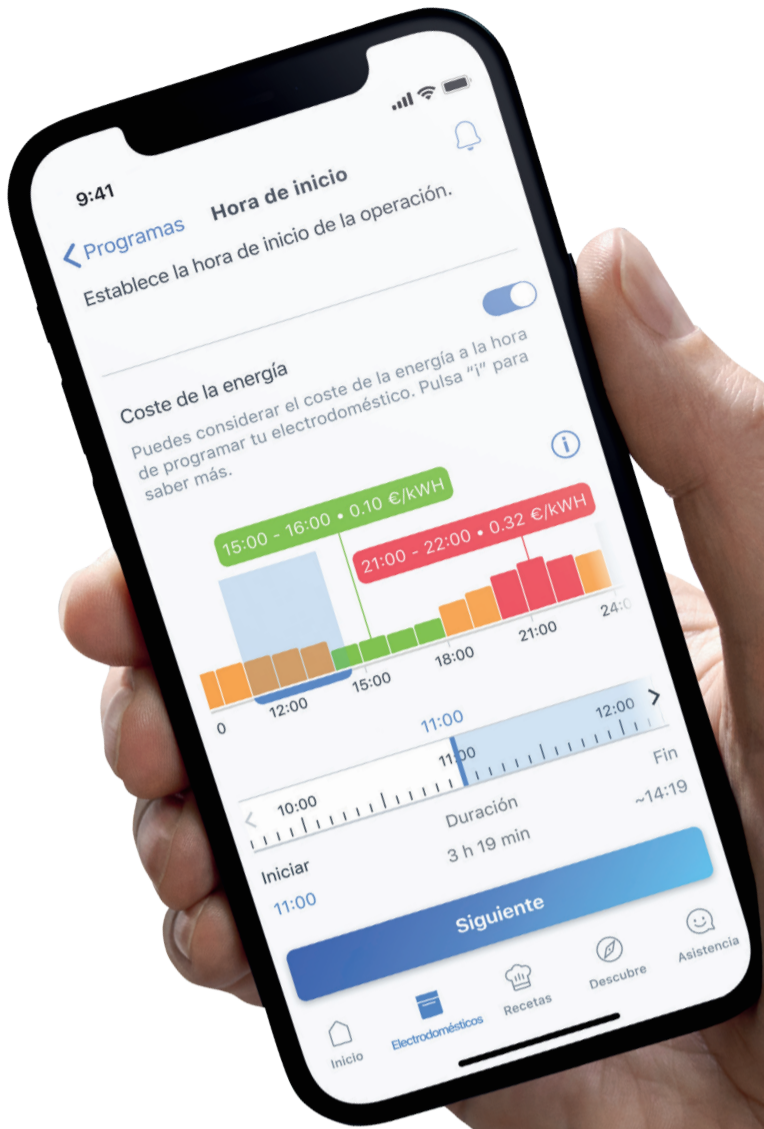 9:41
Programas
Hora de inicio
Establece la hora de inicio de la operación.
Coste de la energía
Puedes considerar el coste de la energía a la hora
de programar tu electrodoméstico. Pulsa “i” para
saber más.
i
15:00 - 16:00 • 0.10 €/kWH
21:00 - 22:00 • 0.32 €/kWH
0
12:00
15:00
18:00
21:00
24:0
11:00
10:00
11:00
12:00
Iniciar
Duración
Fin
11:00
3 h 19 min
~14:19
Siguiente
Inicio
Electrodomésticos
Recetas
Descubre
Asistencia